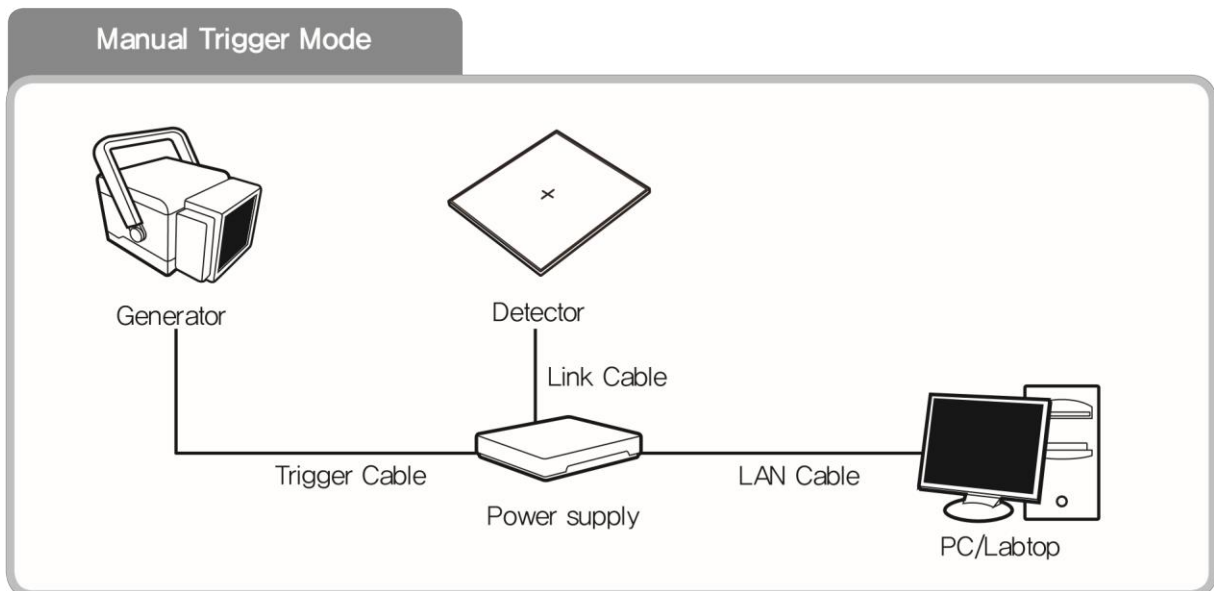 Manual Trigger Mode
Generator
Detector
Link Cable
Trigger Cable
LAN Cable
Power supply
PC/Labtop